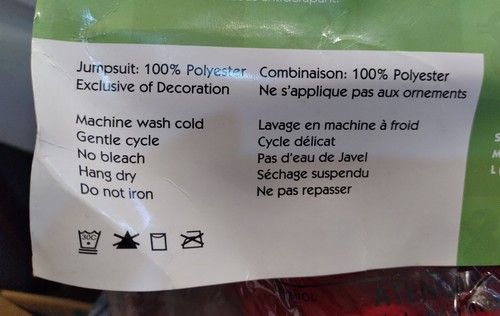 Jumpsuit: 100% Polyester
Exclusive of Decoration
Machine wash cold
Gentle cycle
No bleach
Hang dry
Do not iron
Combinaison: 100% Polyester
Ne s'applique pas aux ornements
Lavage en machine à froid
Cycle délicat
Pas d'eau de Javel
Séchage suspendu
Ne pas repasser
30C